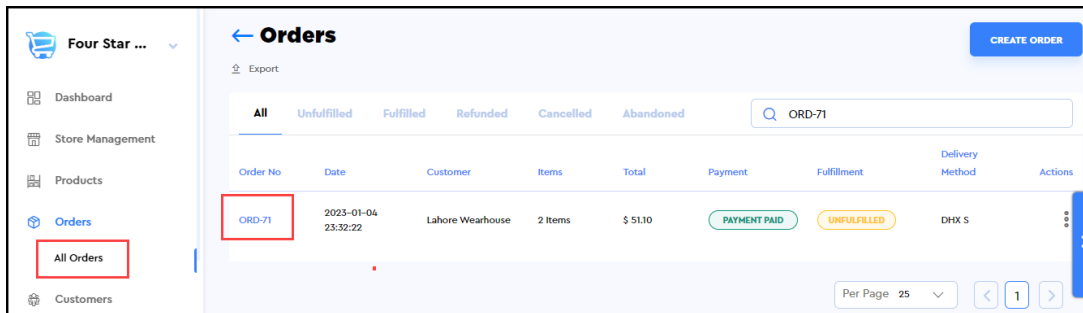 Four Star ...
Dashboard
Store Management
Products
Orders
All Orders
Customers
Orders
CREATE ORDER
Export
All Unfulfilled Fulfilled Refunded Cancelled Abandoned ORD-71
Order No Date Customer Items Total Payment Fulfillment Delivery Method Actions
ORD-71 2023-01-04 23:32:22 Lahore Wearhouse 2 Items $ 51.10 PAYMENT PAID UNFULFILLED DHX S
Per Page 25 1